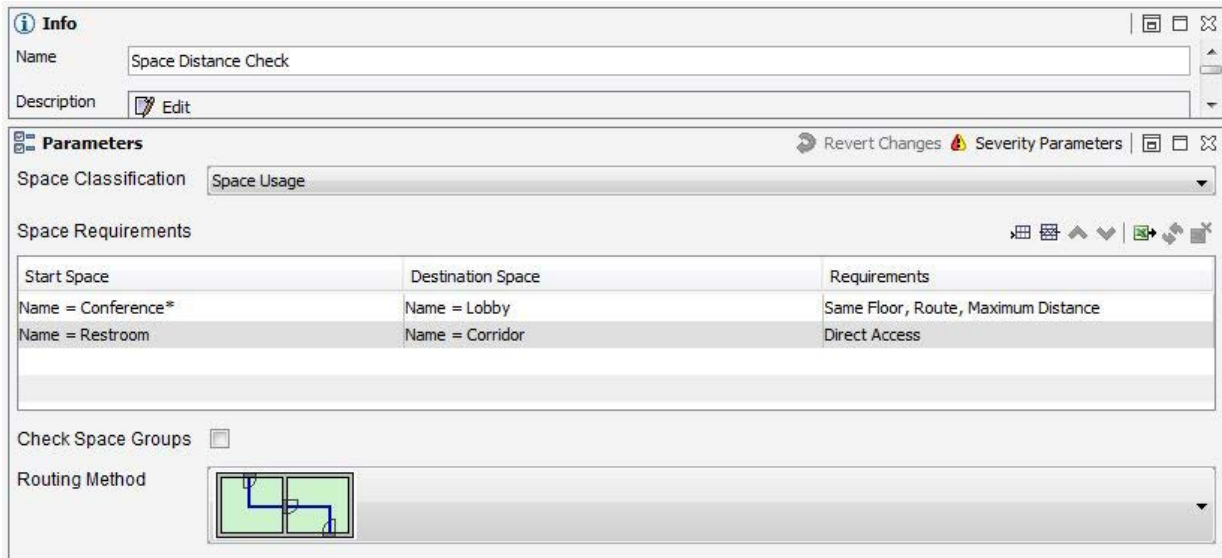 Info
Name Space Distance Check
Description Edit
Parameters Revert Changes Severity Parameters
Space Classification Space Usage
Space Requirements
Start Space Destination Space Requirements
Name = Conference* Name = Lobby Same Floor, Route, Maximum Distance
Name = Restroom Name = Corridor Direct Access
Check Space Groups
Routing Method